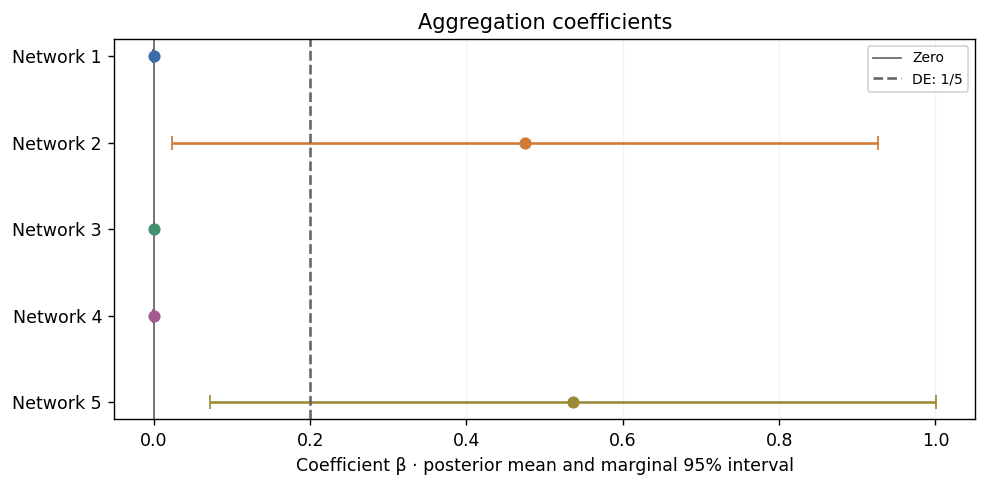 Aggregation coefficients
Network 1
Network 2
Network 3
Network 4
Network 5
Zero
DE: 1/5
0.0 0.2 0.4 0.6 0.8 1.0
Coefficient β · posterior mean and marginal 95% interval